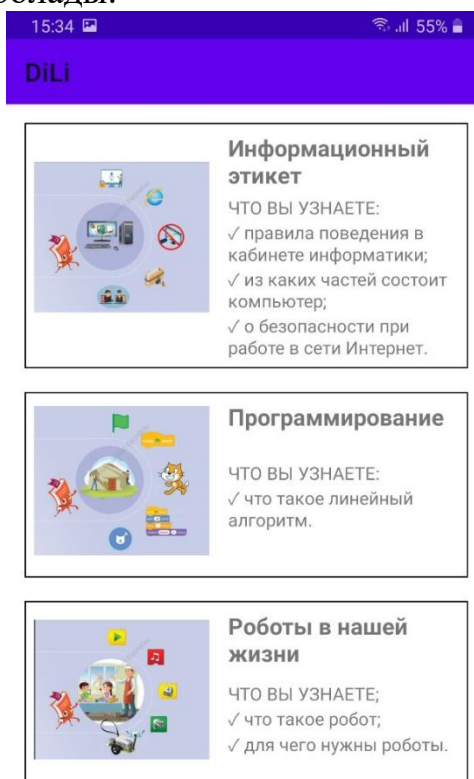 15:34 55%
DiLi
Информационный
этикет
ЧТО ВЫ УЗНАЕТЕ:
✓ правила поведения в
кабинете информатики;
✓ из каких частей состоит
компьютер;
✓ о безопасности при
работе в сети Интернет.
Программирование
ЧТО ВЫ УЗНАЕТЕ:
✓ что такое линейный
алгоритм.
Роботы в нашей
жизни
ЧТО ВЫ УЗНАЕТЕ;
✓ что такое робот;
✓ для чего нужны роботы.